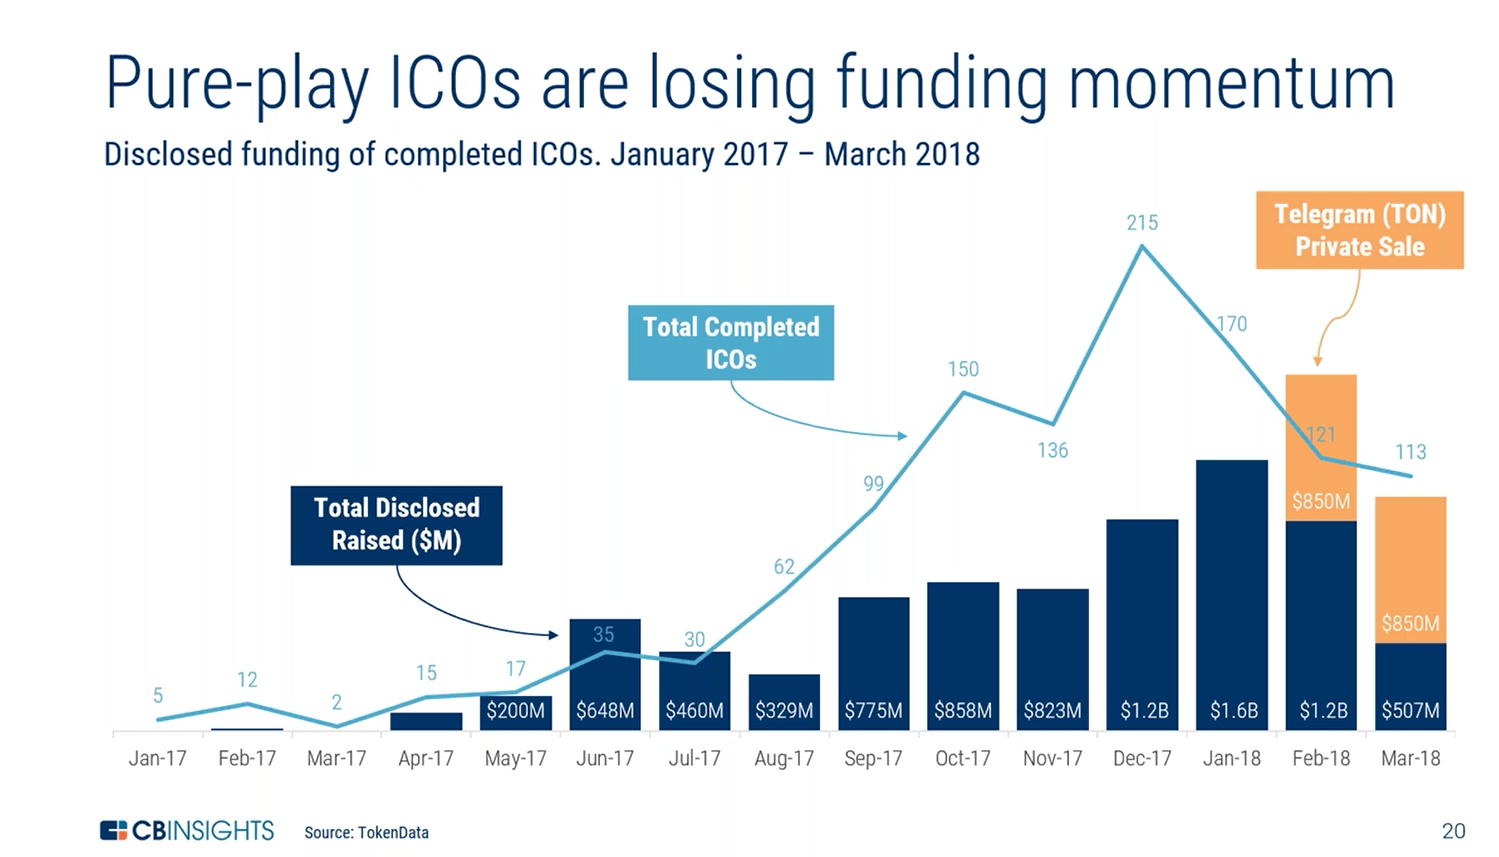 Pure-play ICOs are losing funding momentum
Disclosed funding of completed ICOs. January 2017 – March 2018
Telegram (TON)
Private Sale
Total Completed
ICOs
Total Disclosed
Raised ($M)
5
12
2
15
17
35
30
62
99
150
136
215
170
121
113
$850M
$850M
$200M
$648M
$460M
$329M
$775M
$858M
$823M
$1.2B
$1.6B
$1.2B
$507M
Jan-17
Feb-17
Mar-17
Apr-17
May-17
Jun-17
Jul-17
Aug-17
Sep-17
Oct-17
Nov-17
Dec-17
Jan-18
Feb-18
Mar-18
CBINSIGHTS
Source: TokenData
20